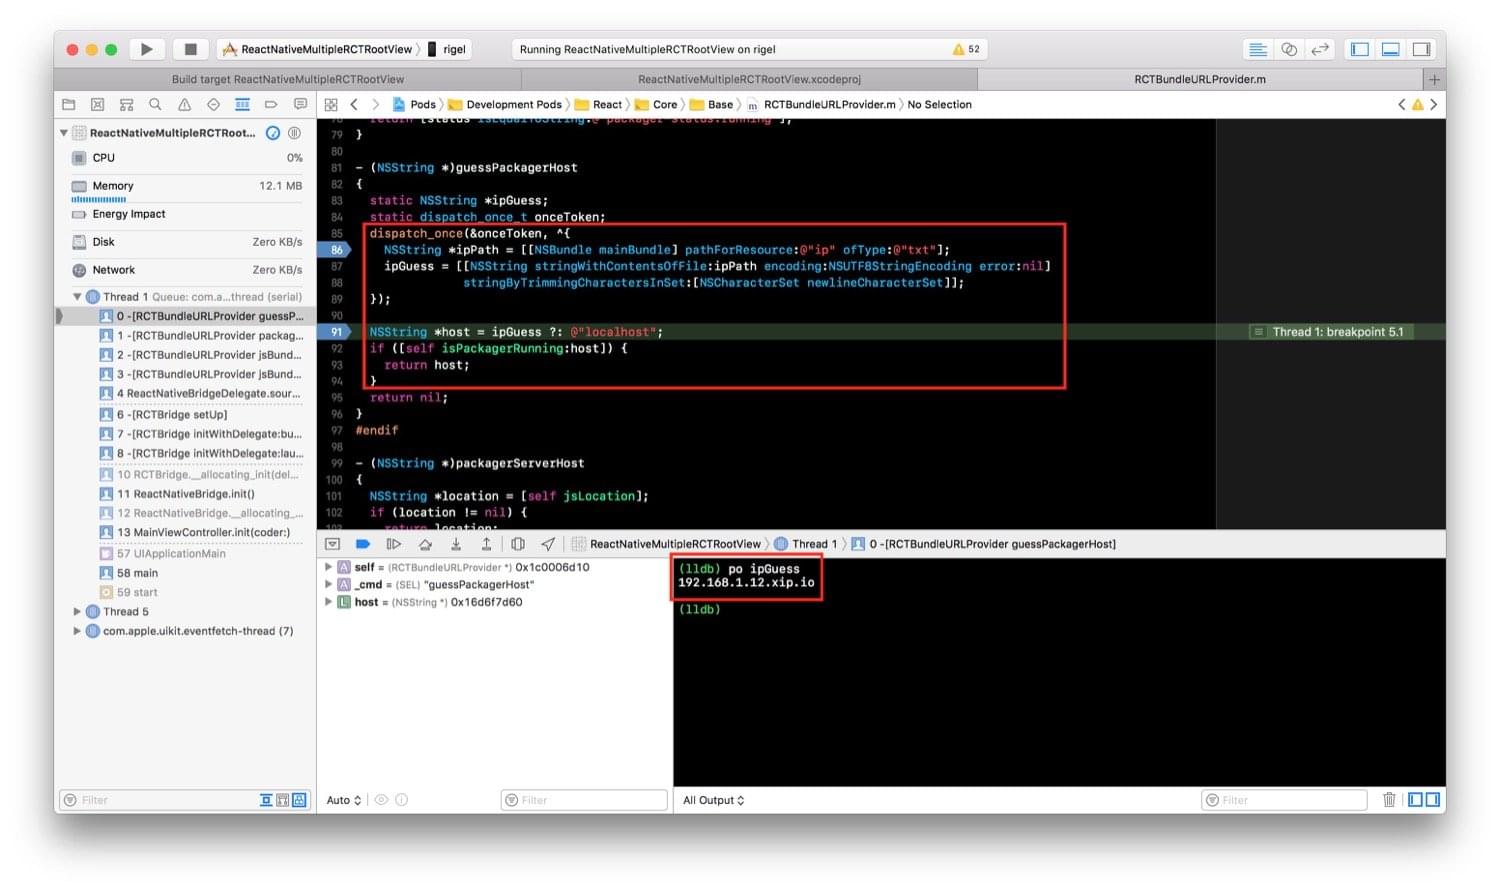 ReactNativeMultipleRCTRootView
rigel
Running ReactNativeMultipleRCTRootView on rigel
52
Build target ReactNativeMultipleRCTRootView
ReactNativeMultipleRCTRootView.xcodeproj
RCTBundleURLProvider.m
Pods
Development Pods
React
Core
Base
m RCTBundleURLProvider.m
No Selection
ReactNativeMultipleRCTRoot...
CPU 0%
Memory 12.1 MB
Energy Impact
Disk Zero KB/s
Network Zero KB/s
Thread 1 Queue: com.a...thread (serial)
0 -[RCTBundleURLProvider guessP...
1 -[RCTBundleURLProvider packag...
2 -[RCTBundleURLProvider jsBund...
3 -[RCTBundleURLProvider jsBund...
4 ReactNativeBridgeDelegate.sour...
6 -[RCTBridge setUp]
7 -[RCTBridge initWithDelegate:bu...
8 -[RCTBridge initWithDelegate:lau...
10 RCTBridge.__allocating_init(del...
11 ReactNativeBridge.init()
12 ReactNativeBridge.__allocating_...
13 MainViewController.init(coder:)
57 UIApplicationMain
58 main
59 start
Thread 5
com.apple.uikit.eventfetch-thread (7)
Filter
78 return [status isEqualToString:@"packager-status:running"];
79 }
80
81 - (NSString *)guessPackagerHost
82 {
83 static NSString *ipGuess;
84 static dispatch_once_t onceToken;
85 dispatch_once(&onceToken, ^{
86 NSString *ipPath = [[NSBundle mainBundle] pathForResource:@"ip" ofType:@"txt"];
87 ipGuess = [[NSString stringWithContentsOfFile:ipPath encoding:NSUTF8StringEncoding error:nil]
88 stringByTrimmingCharactersInSet:[NSCharacterSet newlineCharacterSet]];
89 });
90
91 NSString *host = ipGuess ?: @"localhost"; Thread 1: breakpoint 5.1
92 if ([self isPackagerRunning:host]) {
93 return host;
94 }
95 return nil;
96 }
97 #endif
98
99 - (NSString *)packagerServerHost
100 {
101 NSString *location = [self jsLocation];
102 if (location != nil) {
103 return location;
ReactNativeMultipleRCTRootView
Thread 1
0 -[RCTBundleURLProvider guessPackagerHost]
A self = (RCTBundleURLProvider *) 0x1c0006d10
A _cmd = (SEL) "guessPackagerHost"
L host = (NSString *) 0x16d6f7d60
(lldb) po ipGuess
192.168.1.12.xip.io
(lldb)
Auto
Filter
All Output
Filter